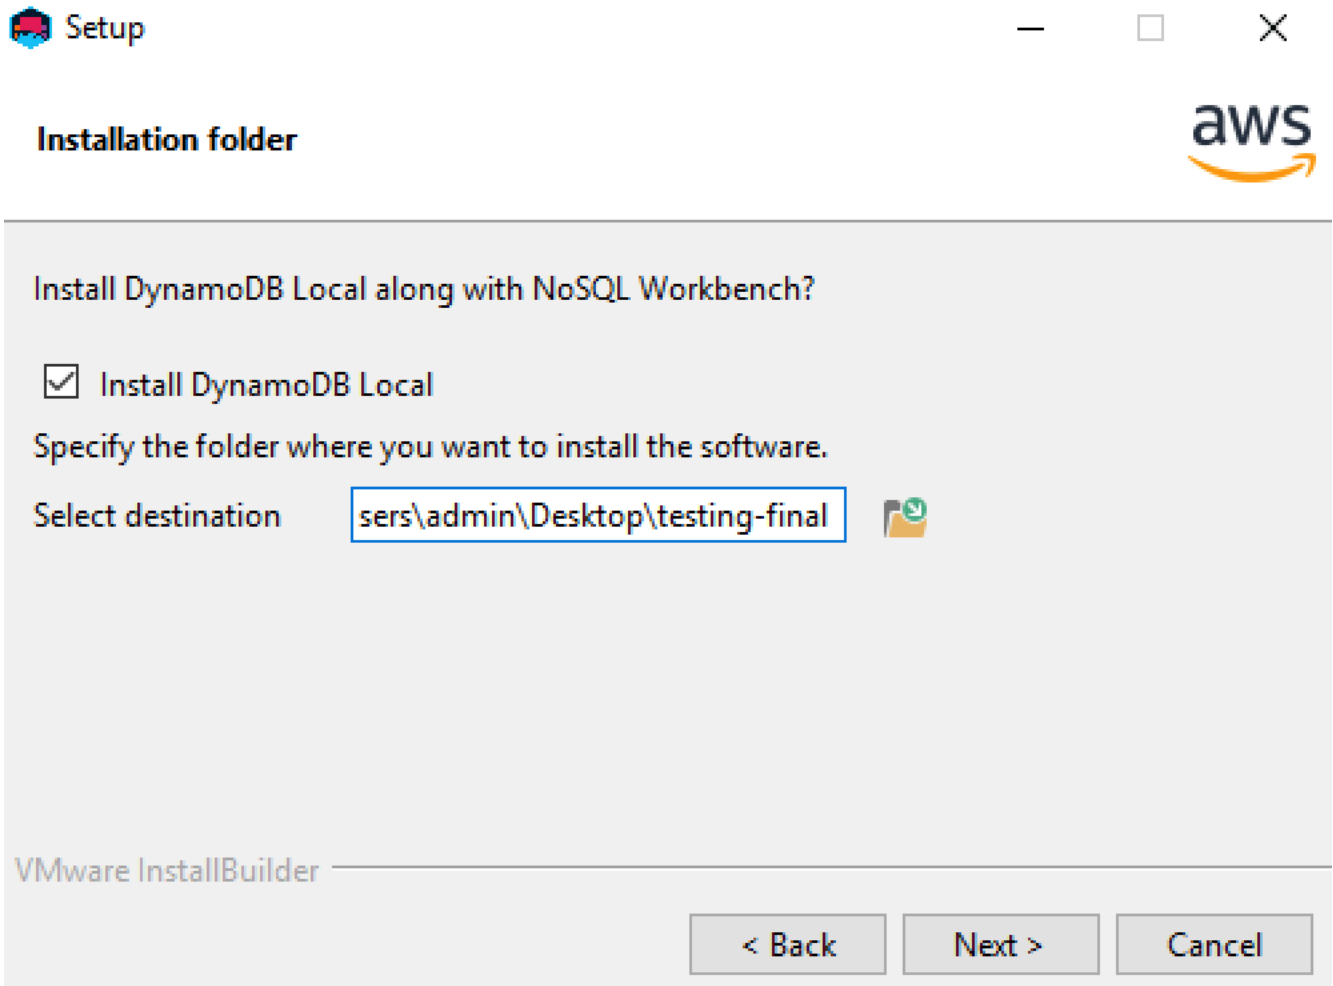 Setup
aws
Installation folder
Install DynamoDB Local along with NoSQL Workbench?
Install DynamoDB Local
Specify the folder where you want to install the software.
Select destination sers\admin\Desktop\testing-final
VMware InstallBuilder
< Back Next > Cancel